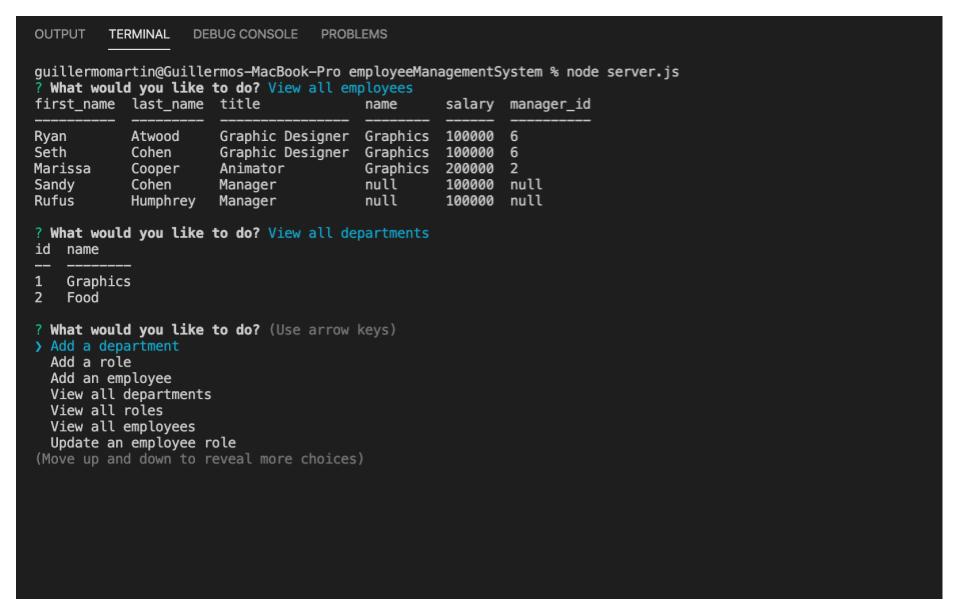 OUTPUT TERMINAL DEBUG CONSOLE PROBLEMS
guillermomartin@Guillermos-MacBook-Pro employeeManagementSystem % node server.js
? What would you like to do? View all employees
first_name last_name title name salary manager_id
---------- --------- ---------------- -------- ------ ----------
Ryan Atwood Graphic Designer Graphics 100000 6
Seth Cohen Graphic Designer Graphics 100000 6
Marissa Cooper Animator Graphics 200000 2
Sandy Cohen Manager null 100000 null
Rufus Humphrey Manager null 100000 null
? What would you like to do? View all departments
id name
-- --------
1 Graphics
2 Food
? What would you like to do? (Use arrow keys)
❯ Add a department
Add a role
Add an employee
View all departments
View all roles
View all employees
Update an employee role
(Move up and down to reveal more choices)